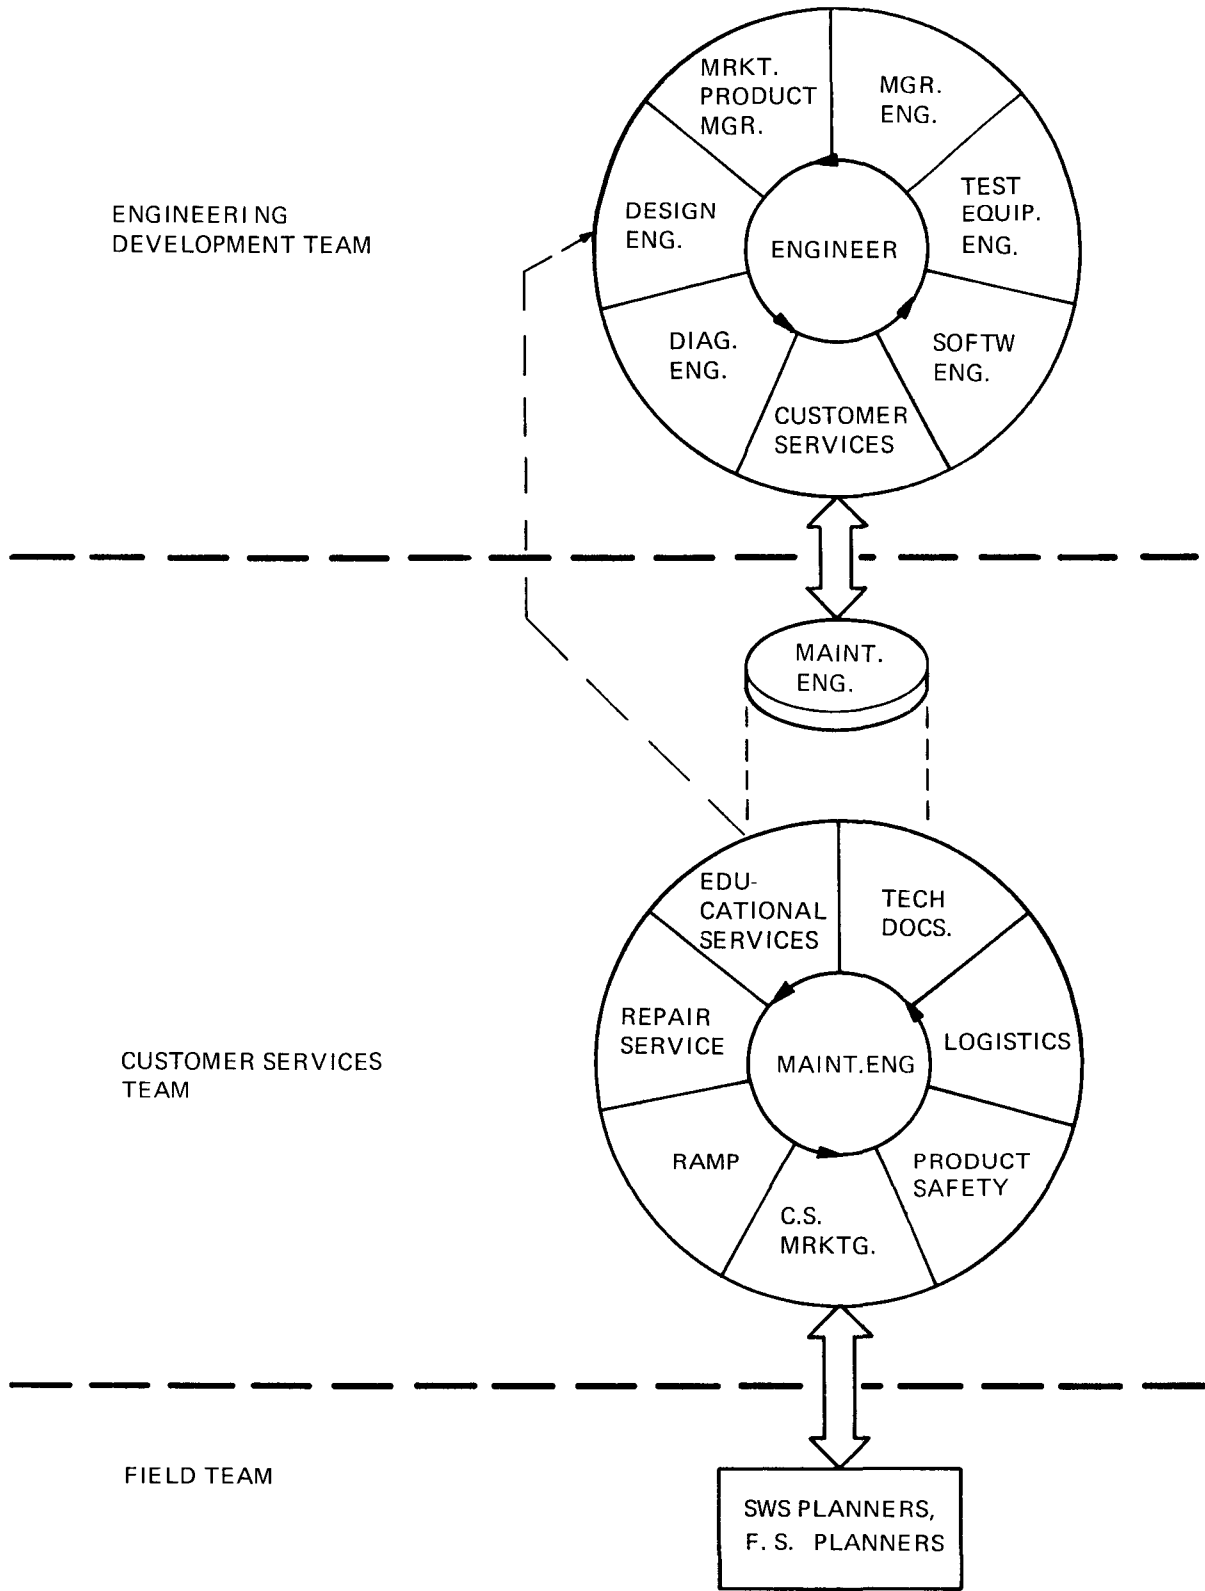 MRKT.
PRODUCT
MGR.
MGR.
ENG.
ENGINEERING
DEVELOPMENT TEAM
DESIGN
ENG.
ENGINEER
TEST
EQUIP.
ENG.
DIAG.
ENG.
SOFTW
ENG.
CUSTOMER
SERVICES
MAINT.
ENG.
EDU-
CATIONAL
SERVICES
TECH
DOCS.
CUSTOMER SERVICES
TEAM
REPAIR
SERVICE
MAINT.ENG
LOGISTICS
RAMP
PRODUCT
SAFETY
C.S.
MRKTG.
FIELD TEAM
SWS PLANNERS,
F. S. PLANNERS